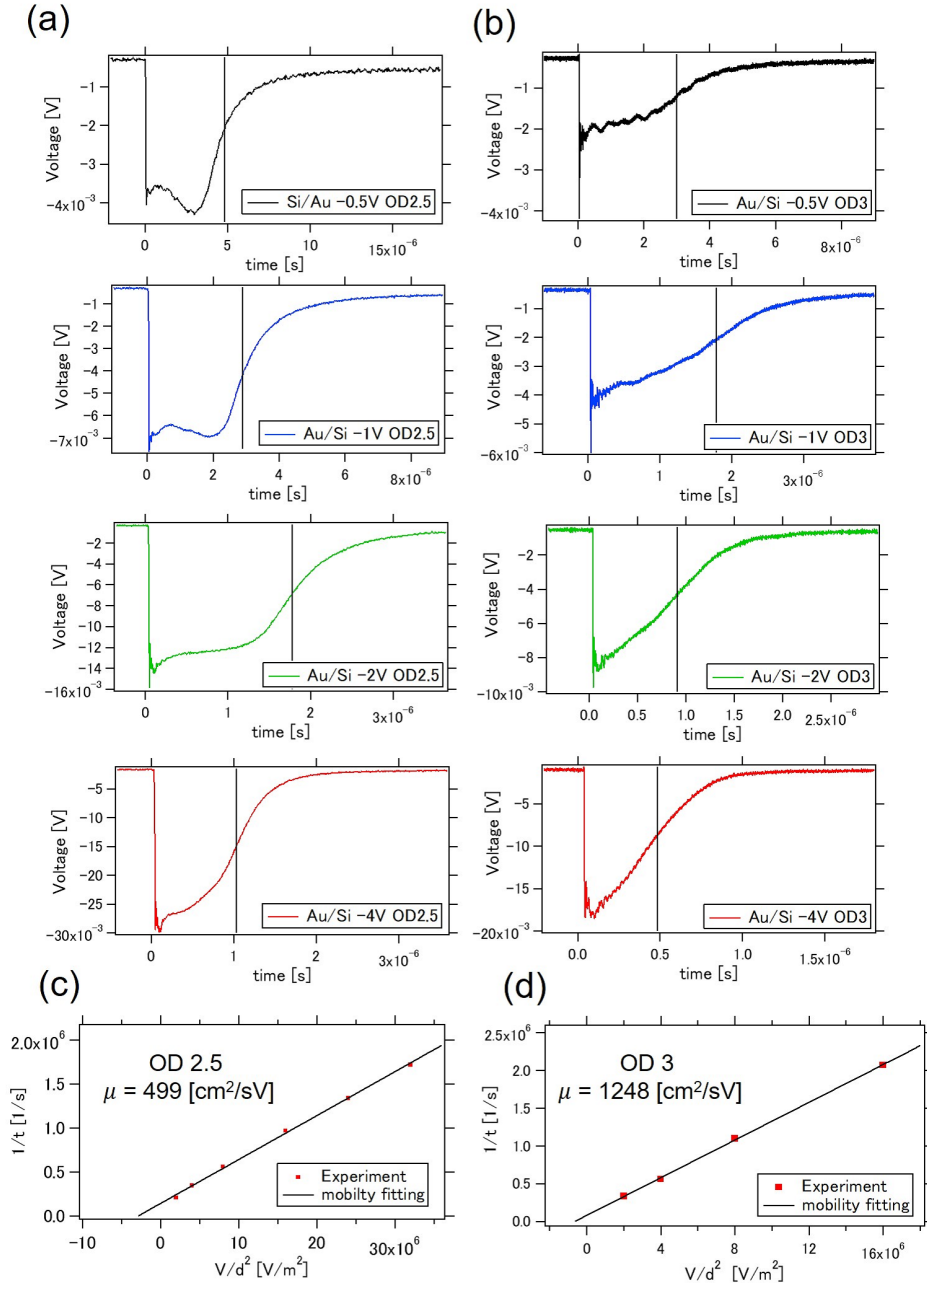 (a)
Voltage [V]
-1
-2
-3
-4x10⁻³
Si/Au -0.5V OD2.5
0
5
10
15x10⁻⁶
time [s]
Voltage [V]
-1
-2
-3
-4
-5
-6
-7x10⁻³
Au/Si -1V OD2.5
0
2
4
6
8x10⁻⁶
time [s]
Voltage [V]
-2
-4
-6
-8
-10
-12
-14
-16x10⁻³
Au/Si -2V OD2.5
0
1
2
3x10⁻⁶
time [s]
Voltage [V]
-5
-10
-15
-20
-25
-30x10⁻³
Au/Si -4V OD2.5
0
1
2
3x10⁻⁶
time [s]
(b)
Voltage [V]
-1
-2
-3
-4x10⁻³
Au/Si -0.5V OD3
0
2
4
6
8x10⁻⁶
time [s]
Voltage [V]
-1
-2
-3
-4
-5
-6x10⁻³
Au/Si -1V OD3
0
1
2
3x10⁻⁶
time [s]
Voltage [V]
-2
-4
-6
-8
-10x10⁻³
Au/Si -2V OD3
0.0
0.5
1.0
1.5
2.0
2.5x10⁻⁶
time [s]
Voltage [V]
-5
-10
-15
-20x10⁻³
Au/Si -4V OD3
0.0
0.5
1.0
1.5x10⁻⁶
time [s]
(c)
1/t [1/s]
2.0x10⁶
1.5
1.0
0.5
0.0
OD 2.5
μ = 499 [cm²/sV]
Experiment
mobilty fitting
-10
0
10
20
30x10⁶
V/d² [V/m²]
(d)
1/t [1/s]
2.5x10⁶
2.0
1.5
1.0
0.5
0.0
OD 3
μ = 1248 [cm²/sV]
Experiment
mobility fitting
0
4
8
12
16x10⁶
V/d² [V/m²]